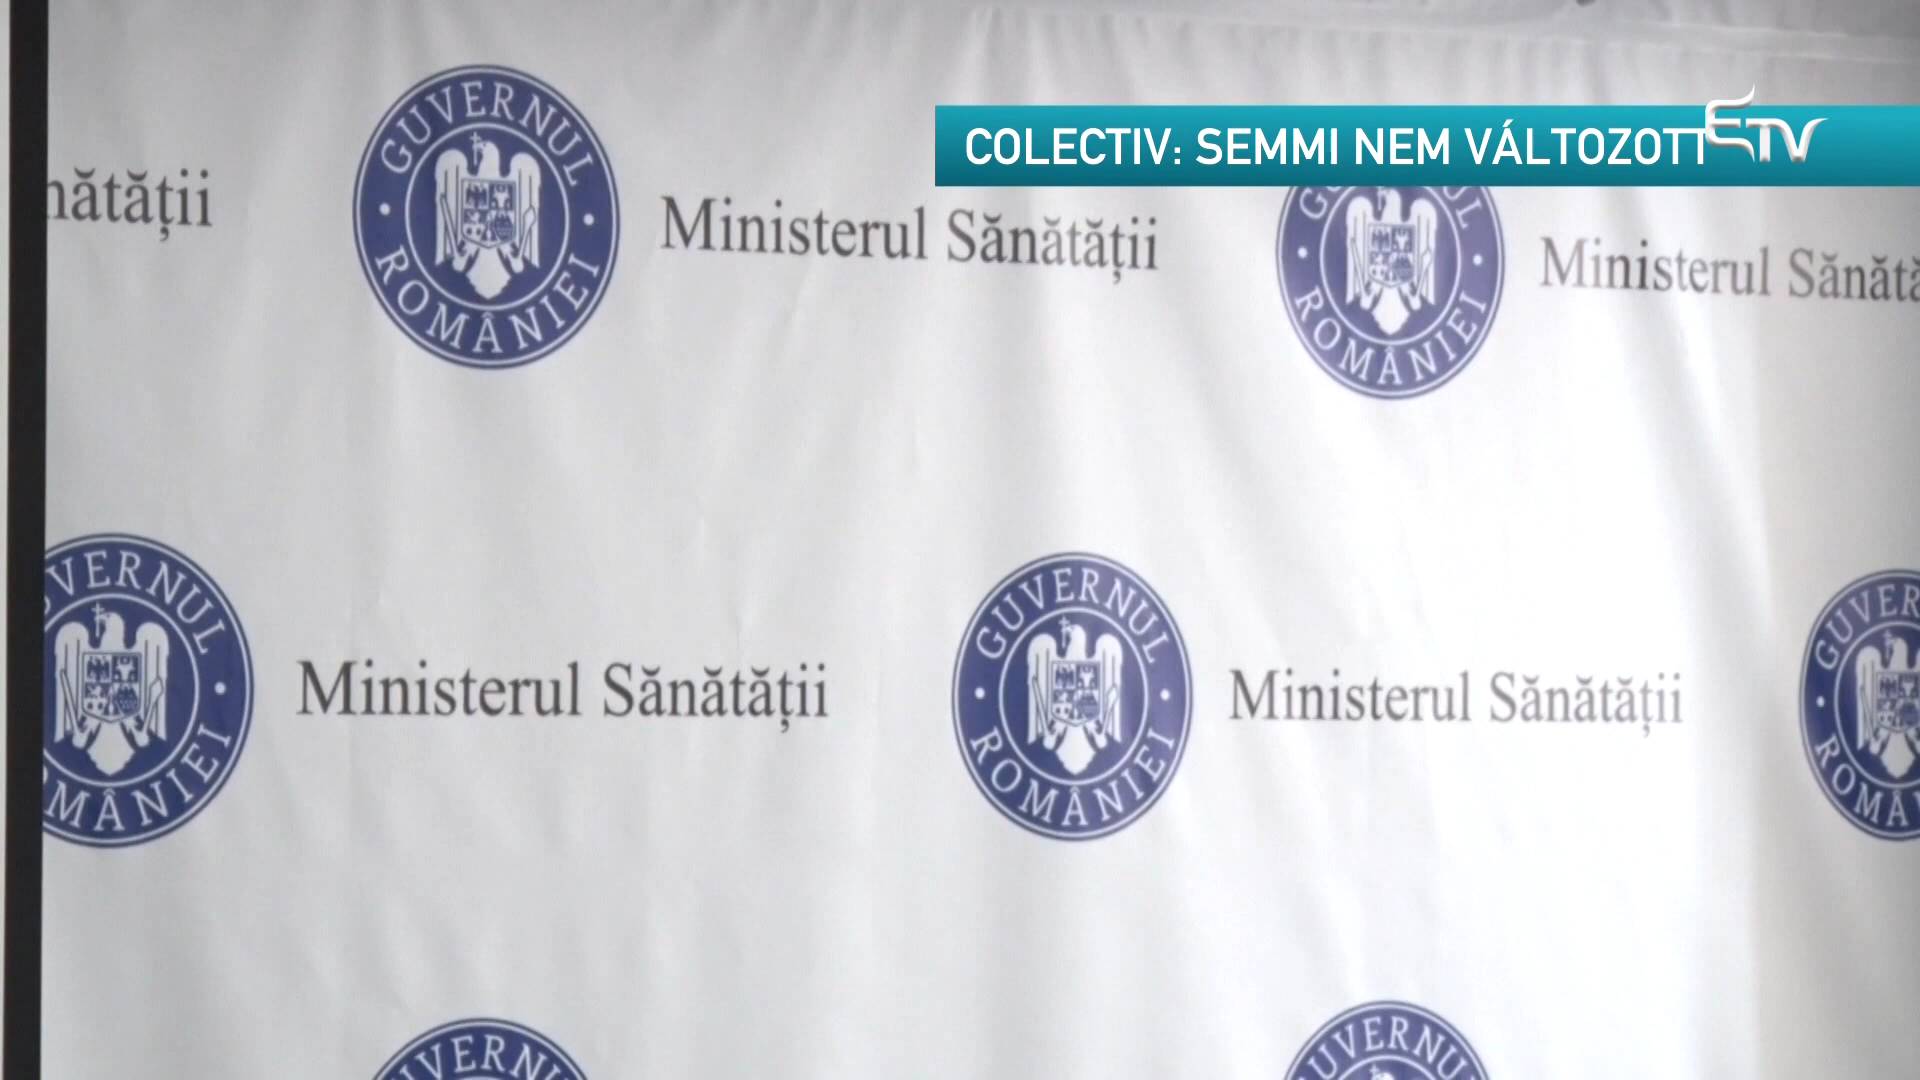 COLECTIV: SEMMI NEM VÁLTOZOTT
ETV
GUVERNUL ROMÂNIEI
Ministerul Sănătății
GUVERNUL ROMÂNIEI
Ministerul
GUVERNUL ROMÂNIEI
Ministerul Sănătății
GUVERNUL ROMÂNIEI
Ministerul Sănătății